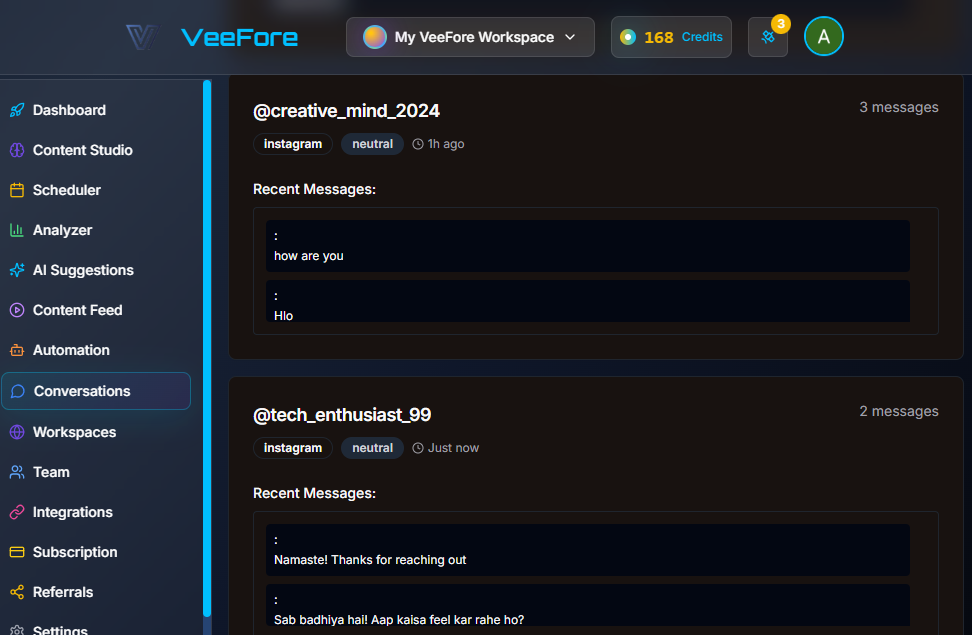 VeeFore
My VeeFore Workspace
168 Credits
3
A
Dashboard
Content Studio
Scheduler
Analyzer
AI Suggestions
Content Feed
Automation
Conversations
Workspaces
Team
Integrations
Subscription
Referrals
Settings
@creative_mind_2024
3 messages
instagram neutral 1h ago
Recent Messages:
:
how are you
:
Hlo
@tech_enthusiast_99
2 messages
instagram neutral Just now
Recent Messages:
:
Namaste! Thanks for reaching out
:
Sab badhiya hai! Aap kaisa feel kar rahe ho?